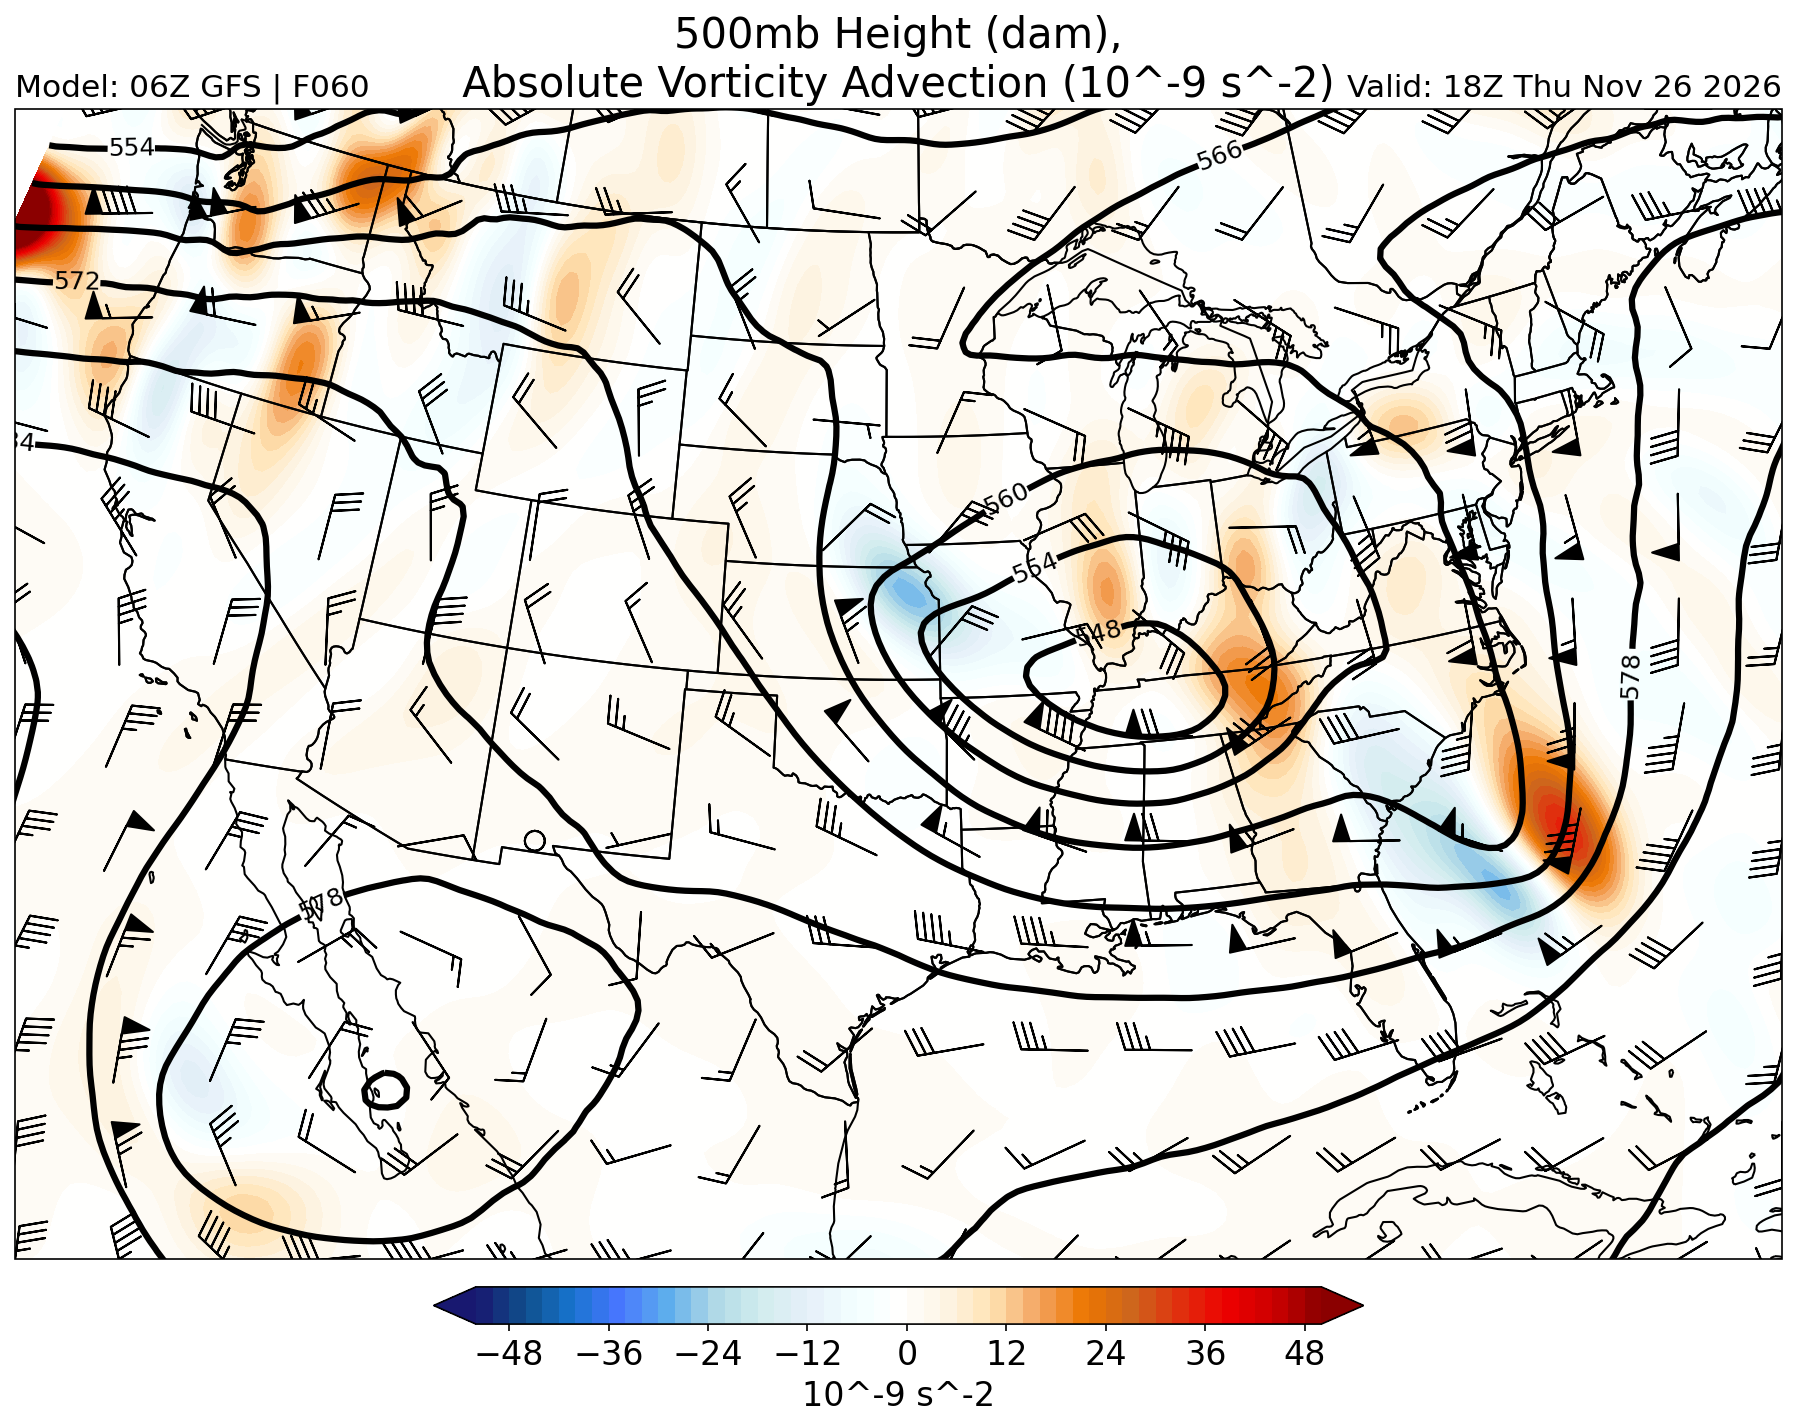 500mb Height (dam),
Model: 06Z GFS | F060
Absolute Vorticity Advection (10^-9 s^-2)
Valid: 18Z Thu Nov 26 2026
554
566
572
34
560
554
548
578
578
−48 −36 −24 −12 0 12 24 36 48
10^-9 s^-2